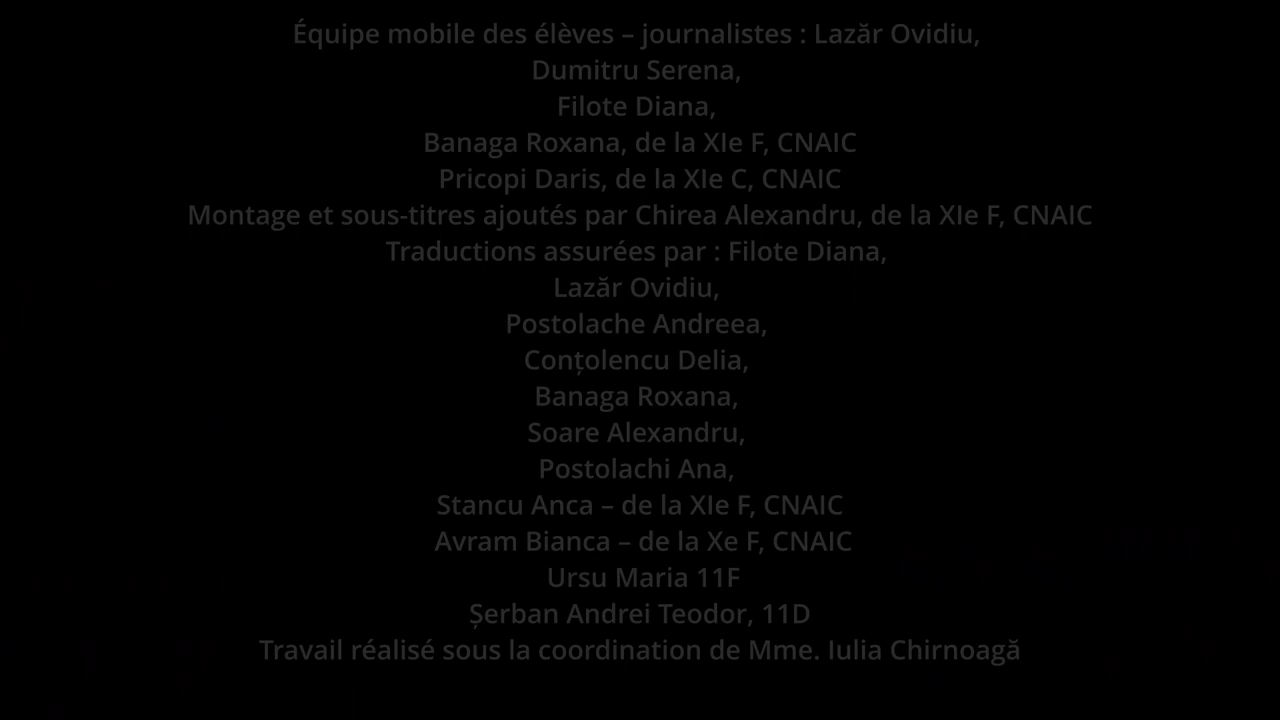 Équipe mobile des élèves – journalistes : Lazăr Ovidiu,
Dumitru Serena,
Filote Diana,
Banaga Roxana, de la XIe F, CNAIC
Pricopi Daris, de la XIe C, CNAIC
Montage et sous-titres ajoutés par Chirea Alexandru, de la XIe F, CNAIC
Traductions assurées par : Filote Diana,
Lazăr Ovidiu,
Postolache Andreea,
Conțolencu Delia,
Banaga Roxana,
Soare Alexandru,
Postolachi Ana,
Stancu Anca – de la XIe F, CNAIC
Avram Bianca – de la Xe F, CNAIC
Ursu Maria 11F
Șerban Andrei Teodor, 11D
Travail réalisé sous la coordination de Mme. Iulia Chirnoagă